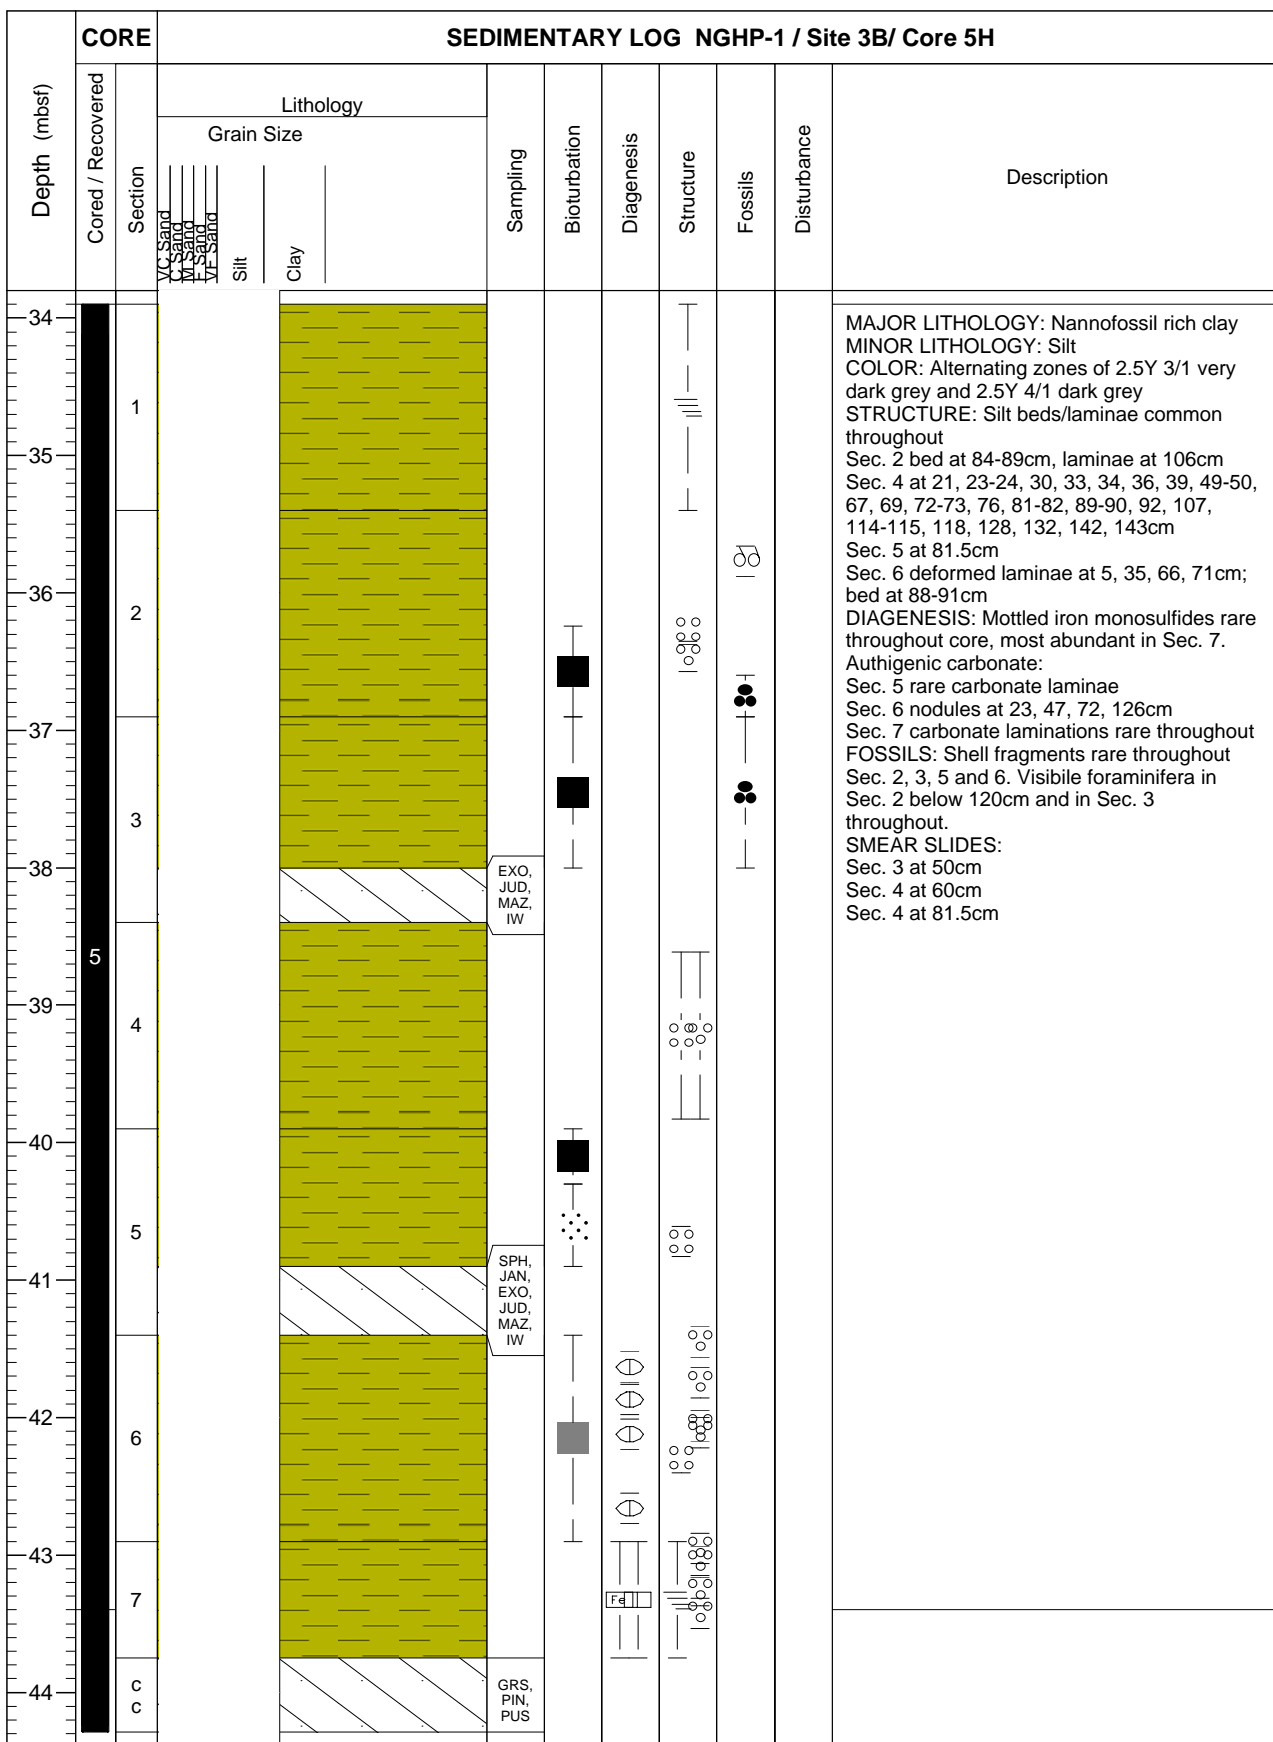 CORE
SEDIMENTARY LOG NGHP-1 / Site 3B/ Core 5H
Depth (mbsf)
Cored / Recovered
Section
Lithology
Grain Size
VC Sand
C Sand
M Sand
F Sand
VF Sand
Silt
Clay
Sampling
Bioturbation
Diagenesis
Structure
Fossils
Disturbance
Description
34
35
36
37
38
39
40
41
42
43
44
5
1
2
3
4
5
6
7
c
c
EXO,
JUD,
MAZ,
IW
SPH,
JAN,
EXO,
JUD,
MAZ,
IW
GRS,
PIN,
PUS
Fe
MAJOR LITHOLOGY: Nannofossil rich clay
MINOR LITHOLOGY: Silt
COLOR: Alternating zones of 2.5Y 3/1 very
dark grey and 2.5Y 4/1 dark grey
STRUCTURE: Silt beds/laminae common
throughout
Sec. 2 bed at 84-89cm, laminae at 106cm
Sec. 4 at 21, 23-24, 30, 33, 34, 36, 39, 49-50,
67, 69, 72-73, 76, 81-82, 89-90, 92, 107,
114-115, 118, 128, 132, 142, 143cm
Sec. 5 at 81.5cm
Sec. 6 deformed laminae at 5, 35, 66, 71cm;
bed at 88-91cm
DIAGENESIS: Mottled iron monosulfides rare
throughout core, most abundant in Sec. 7.
Authigenic carbonate:
Sec. 5 rare carbonate laminae
Sec. 6 nodules at 23, 47, 72, 126cm
Sec. 7 carbonate laminations rare throughout
FOSSILS: Shell fragments rare throughout
Sec. 2, 3, 5 and 6. Visibile foraminifera in
Sec. 2 below 120cm and in Sec. 3
throughout.
SMEAR SLIDES:
Sec. 3 at 50cm
Sec. 4 at 60cm
Sec. 4 at 81.5cm